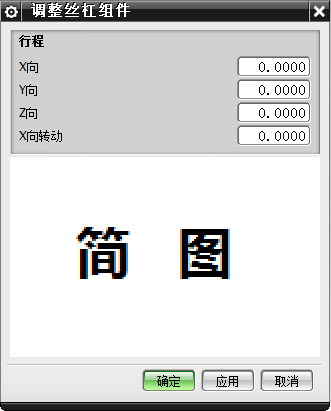 调整丝杠组件
行程
X向 0.0000
Y向 0.0000
Z向 0.0000
X向转动 0.0000
简 图
确定 应用 取消